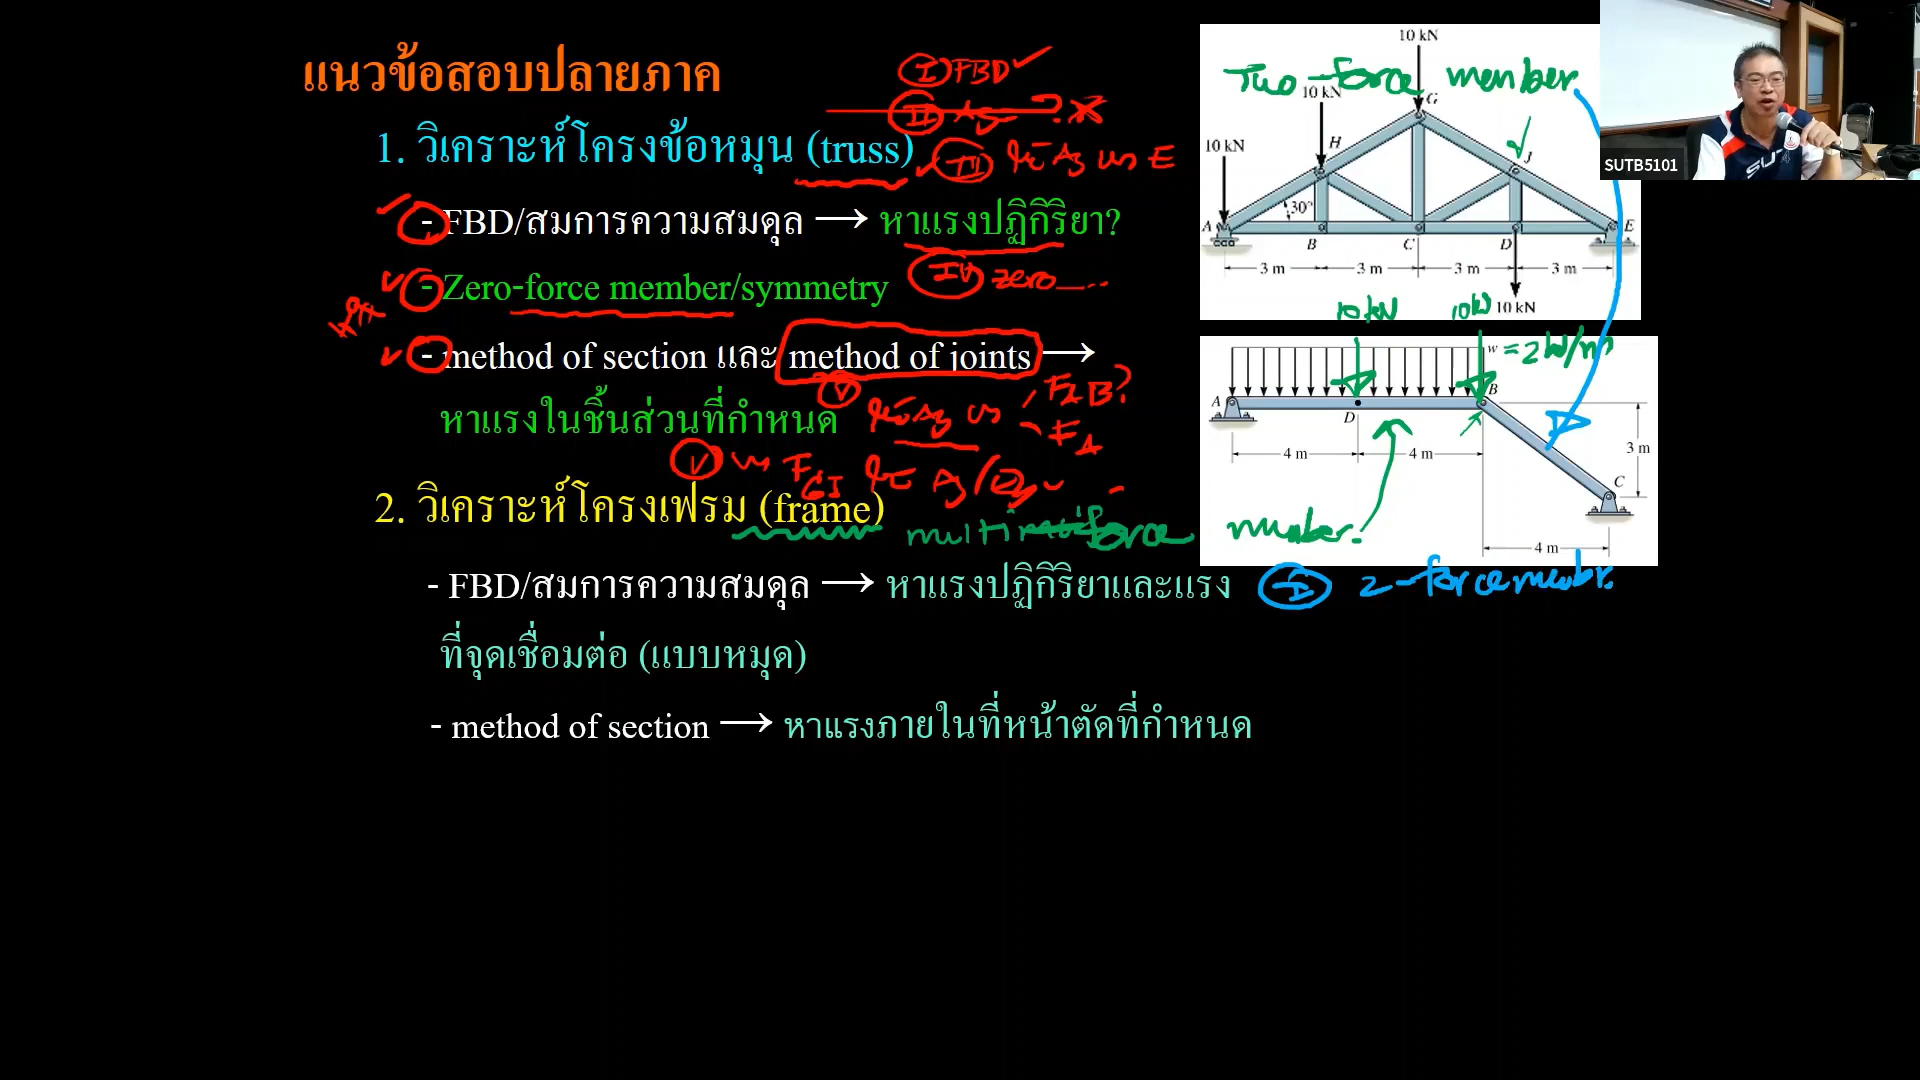 แนวข้อสอบปลายภาค
I FBD
II
1. วิเคราะห์โครงข้อหมุน (truss)
- FBD/สมการความสมดุล → หาแรงปฏิกิริยา?
- Zero-force member/symmetry
IV zero
- method of section และ method of joints →
หาแรงในชิ้นส่วนที่กำหนด
2. วิเคราะห์โครงเฟรม (frame)
- FBD/สมการความสมดุล → หาแรงปฏิกิริยาและแรง
ที่จุดเชื่อมต่อ (แบบหมุด)
- method of section → หาแรงภายในที่หน้าตัดที่กำหนด
10 kN
Two-force member
10 kN
G
10 kN
H
J
30°
A
E
B
C
D
3 m
3 m
3 m
3 m
10 kN
10 kN
w = 2
A
B
D
4 m
4 m
3 m
C
4 m
SUTB5101